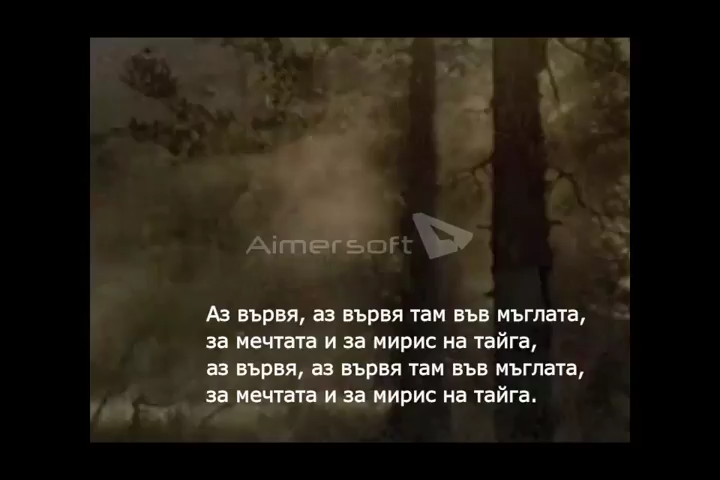 Aimersoft
Аз вървя, аз вървя там във мъглата,
за мечтата и за мирис на тайга,
аз вървя, аз вървя там във мъглата,
за мечтата и за мирис на тайга.